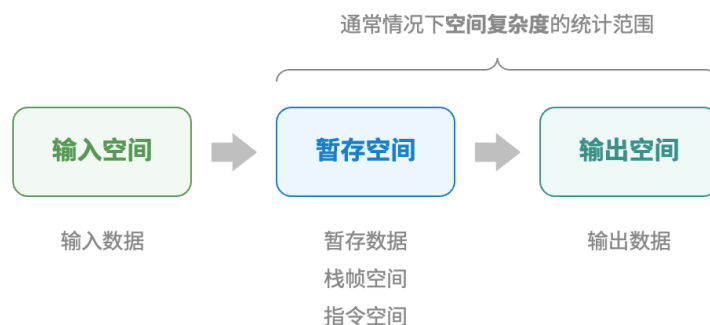 通常情况下空间复杂度的统计范围
输入空间
暂存空间
输出空间
输入数据
暂存数据
输出数据
栈帧空间
指令空间